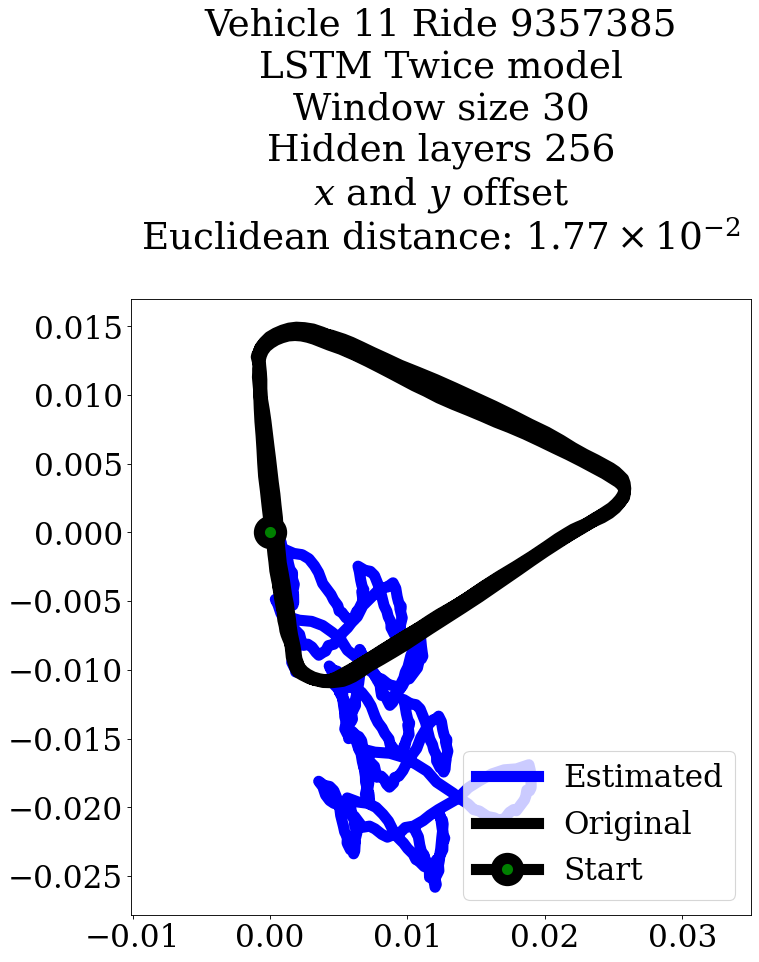 Vehicle 11 Ride 9357385
LSTM Twice model
Window size 30
Hidden layers 256
x and y offset
Euclidean distance: 1.77 × 10⁻²
0.015
0.010
0.005
0.000
−0.005
−0.010
−0.015
−0.020
−0.025
Estimated
Original
Start
−0.01 0.00 0.01 0.02 0.03